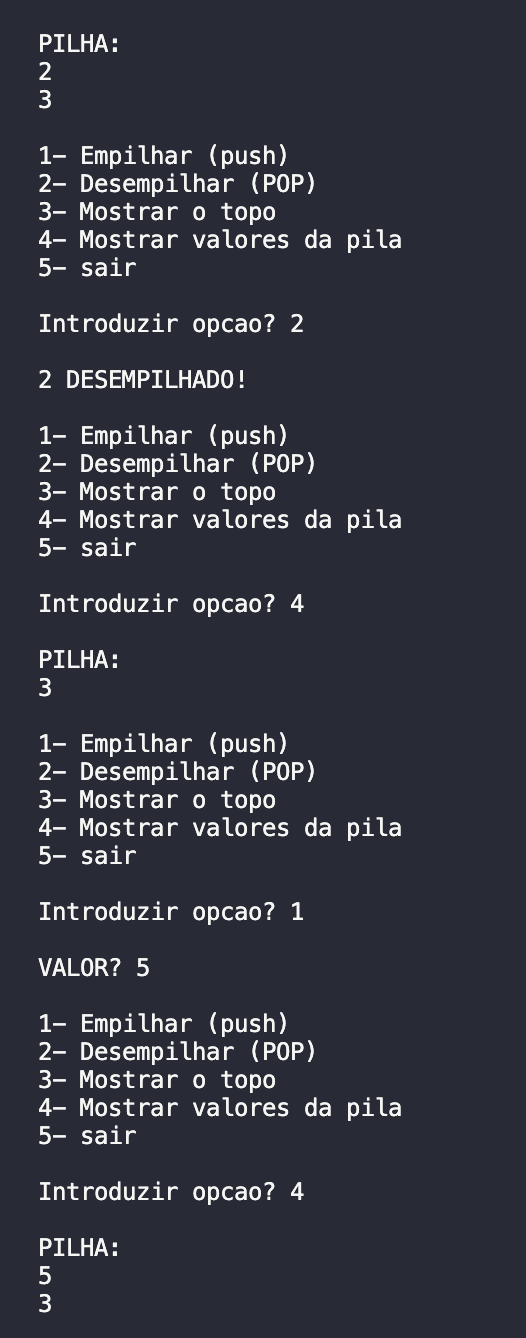 PILHA:
2
3
1– Empilhar (push)
2– Desempilhar (POP)
3– Mostrar o topo
4– Mostrar valores da pila
5– sair
Introduzir opcao? 2
2 DESEMPILHADO!
1– Empilhar (push)
2– Desempilhar (POP)
3– Mostrar o topo
4– Mostrar valores da pila
5– sair
Introduzir opcao? 4
PILHA:
3
1– Empilhar (push)
2– Desempilhar (POP)
3– Mostrar o topo
4– Mostrar valores da pila
5– sair
Introduzir opcao? 1
VALOR? 5
1– Empilhar (push)
2– Desempilhar (POP)
3– Mostrar o topo
4– Mostrar valores da pila
5– sair
Introduzir opcao? 4
PILHA:
5
3